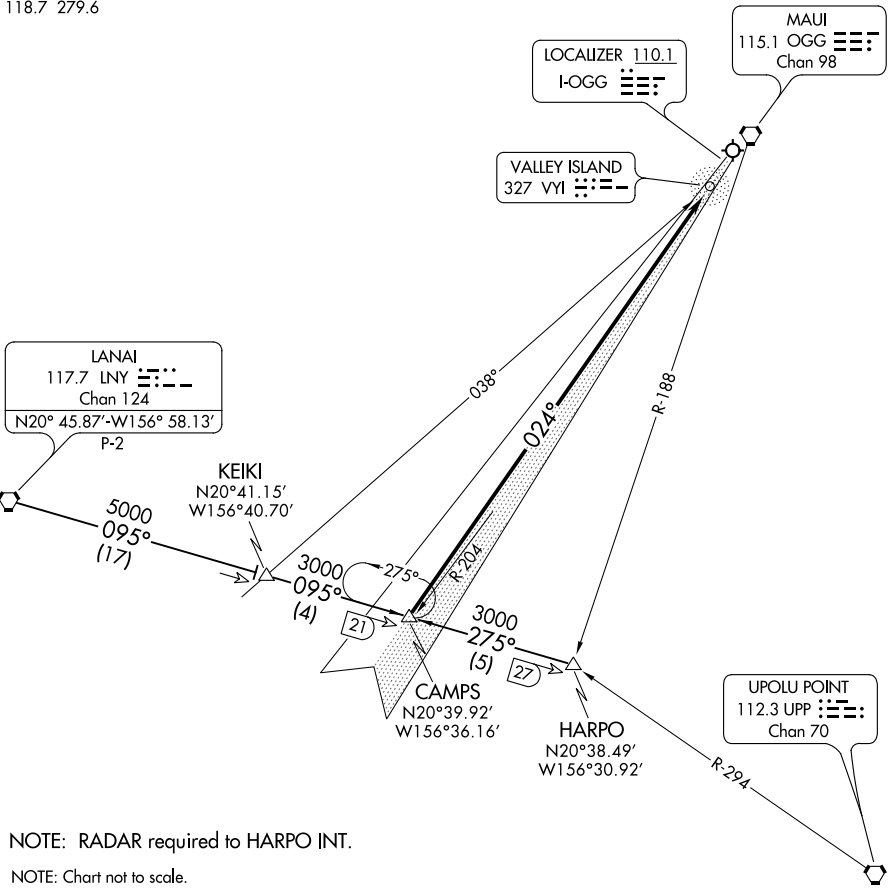 118.7 279.6
MAUI
115.1 OGG
Chan 98
LOCALIZER 110.1
I-OGG
VALLEY ISLAND
327 VYI
LANAI
117.7 LNY
Chan 124
N20° 45.87'-W156° 58.13'
P-2
038°
R-188
024°
KEIKI
N20°41.15'
W156°40.70'
5000
095°
(17)
3000
095°
(4)
275°
R-204
21
3000
275°
(5)
27
CAMPS
N20°39.92'
W156°36.16'
HARPO
N20°38.49'
W156°30.92'
UPOLU POINT
112.3 UPP
Chan 70
R-294
NOTE: RADAR required to HARPO INT.
NOTE: Chart not to scale.